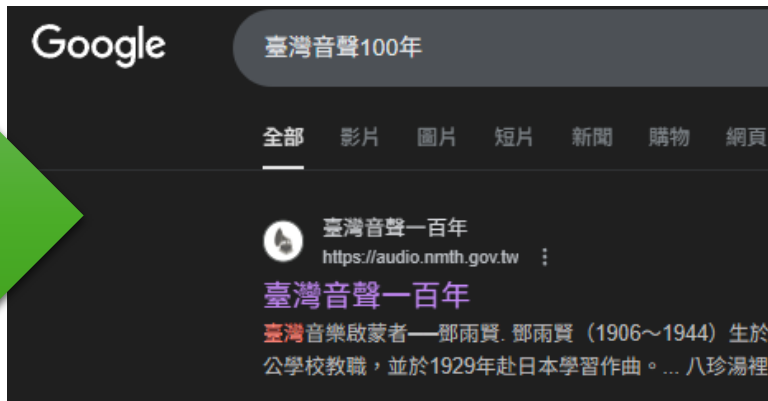 Google
臺灣音聲100年
全部 影片 圖片 短片 新聞 購物 網頁
臺灣音聲一百年
https://audio.nmth.gov.tw
臺灣音聲一百年
臺灣音樂啟蒙者——鄧雨賢. 鄧雨賢（1906～1944）生於
公學校教職，並於1929年赴日本學習作曲。... 八珍湯裡